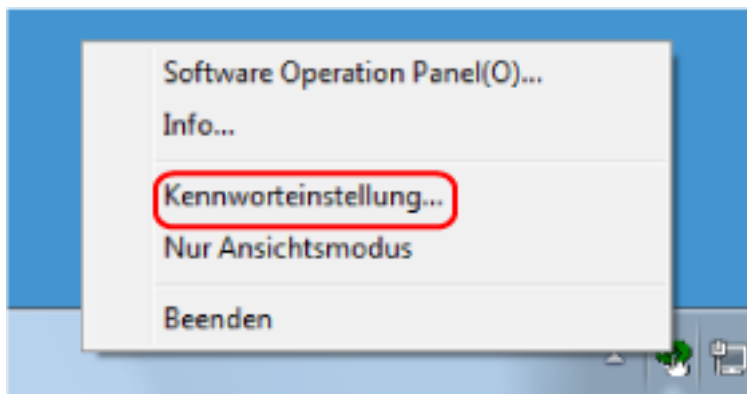 Software Operation Panel(O)...
Info...
Kennworteinstellung...
Nur Ansichtsmodus
Beenden